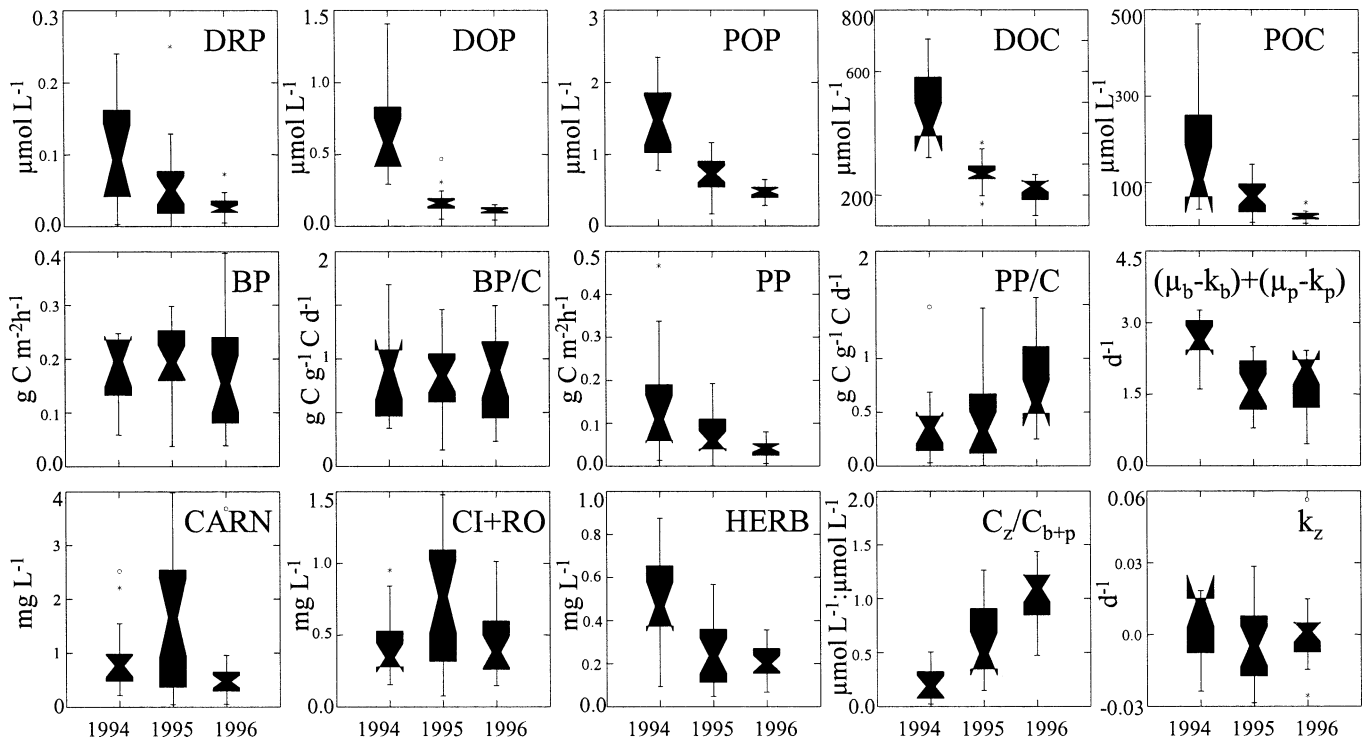 DRP
µmol L⁻¹
0.3
0.2
0.1
0.0
DOP
µmol L⁻¹
1.5
1.0
0.5
0.0
POP
µmol L⁻¹
3
2
1
0
DOC
µmol L⁻¹
800
600
200
POC
µmol L⁻¹
500
300
100
BP
g C m⁻²h⁻¹
0.4
0.3
0.2
0.1
0.0
BP/C
g C g⁻¹ C d⁻¹
2
1
0
PP
g C m⁻²h⁻¹
0.5
0.4
0.3
0.2
0.1
0.0
PP/C
g C g⁻¹ C d⁻¹
2
1
0.5
0
(µb-kb)+(µp-kp)
d⁻¹
4.5
3.0
1.5
0.0
CARN
mg L⁻¹
4
3
2
1
0
1994 1995 1996
CI+RO
mg L⁻¹
1.5
1.0
0.5
0.0
1994 1995 1996
HERB
mg L⁻¹
1.0
0.8
0.6
0.4
0.2
0.0
1994 1995 1996
Cz/Cb+p
µmol L⁻¹:µmol L⁻¹
2.0
1.5
1.0
0.5
0.0
1994 1995 1996
kz
d⁻¹
0.06
0.03
0.0
-0.03
1994 1995 1996